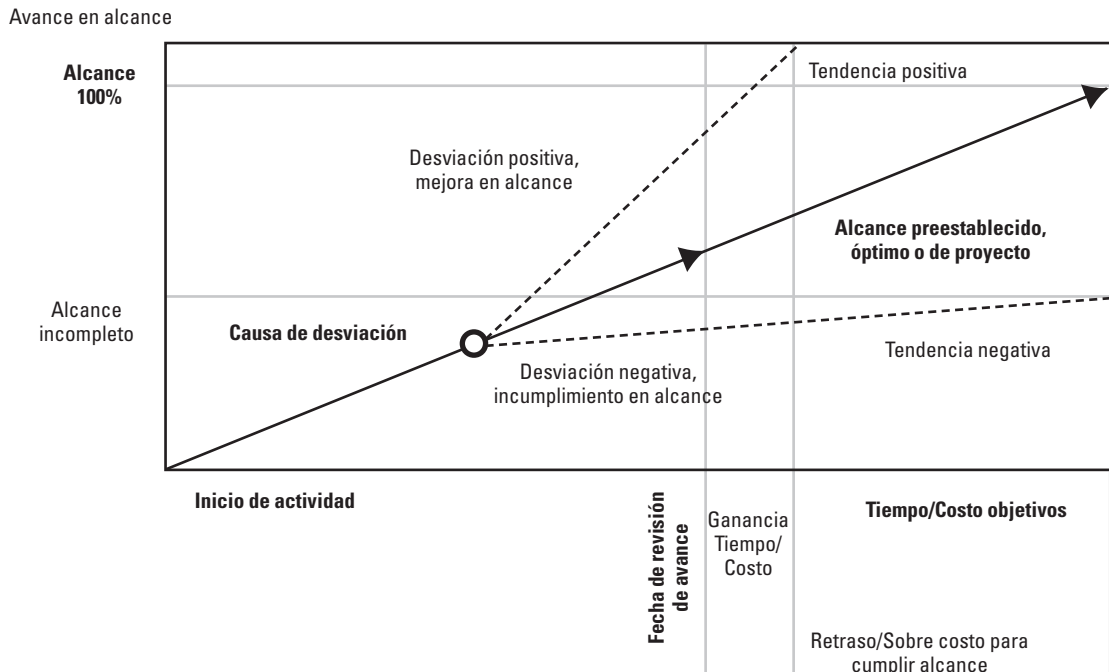 Avance en alcance
Alcance
100%
Tendencia positiva
Desviación positiva,
mejora en alcance
Alcance preestablecido,
óptimo o de proyecto
Alcance
incompleto
Causa de desviación
Tendencia negativa
Desviación negativa,
incumplimiento en alcance
Inicio de actividad
Fecha de revisión
de avance
Ganancia
Tiempo/
Costo
Tiempo/Costo objetivos
Retraso/Sobre costo para
cumplir alcance